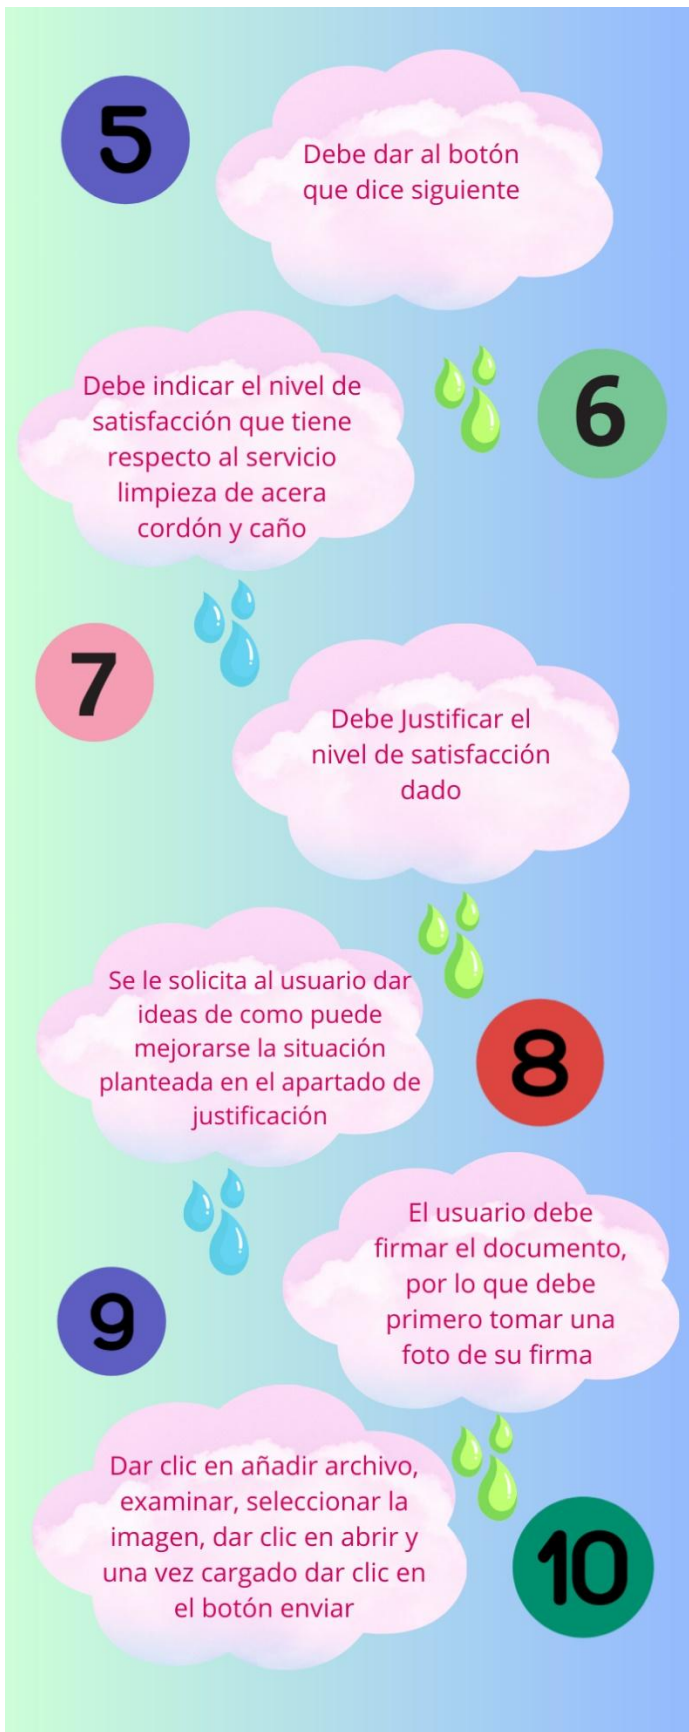 5
Debe dar al botón
que dice siguiente
6
Debe indicar el nivel de
satisfacción que tiene
respecto al servicio
limpieza de acera
cordón y caño
7
Debe Justificar el
nivel de satisfacción
dado
8
Se le solicita al usuario dar
ideas de como puede
mejorarse la situación
planteada en el apartado de
justificación
9
El usuario debe
firmar el documento,
por lo que debe
primero tomar una
foto de su firma
10
Dar clic en añadir archivo,
examinar, seleccionar la
imagen, dar clic en abrir y
una vez cargado dar clic en
el botón enviar